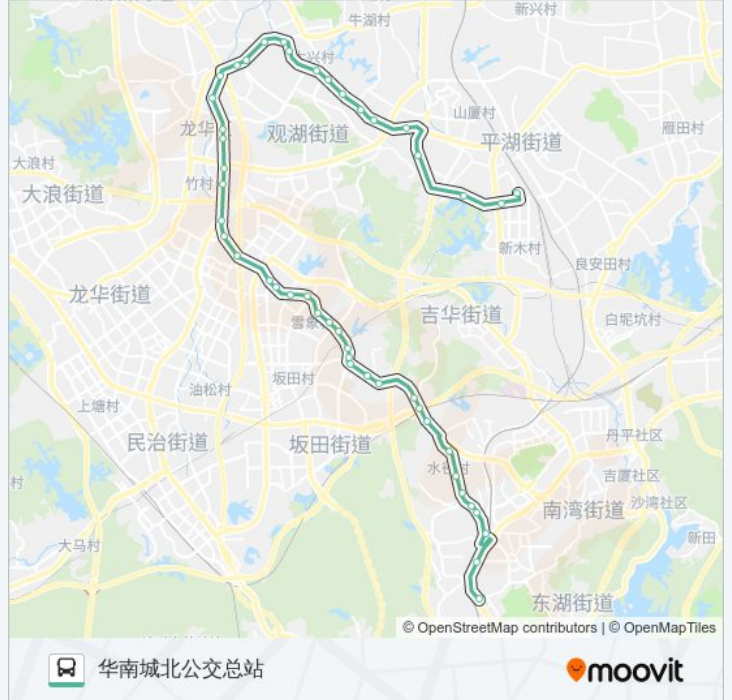 新兴村
牛湖村
大兴村
山厦村
龙华
观湖街道
平湖街道
雁田村
大浪村
竹村
大浪街道
新木村
良安田村
龙华街道
吉华街道
白坭坑村
雪象
坂田村
油松村
上塘村
民治街道
坂田街道
丹平社区
水径村
吉厦社区
村
南湾街道
沙湾社区
新田
大马村
东湖街道
© OpenStreetMap contributors | © OpenMapTiles
华南城北公交总站
moovit